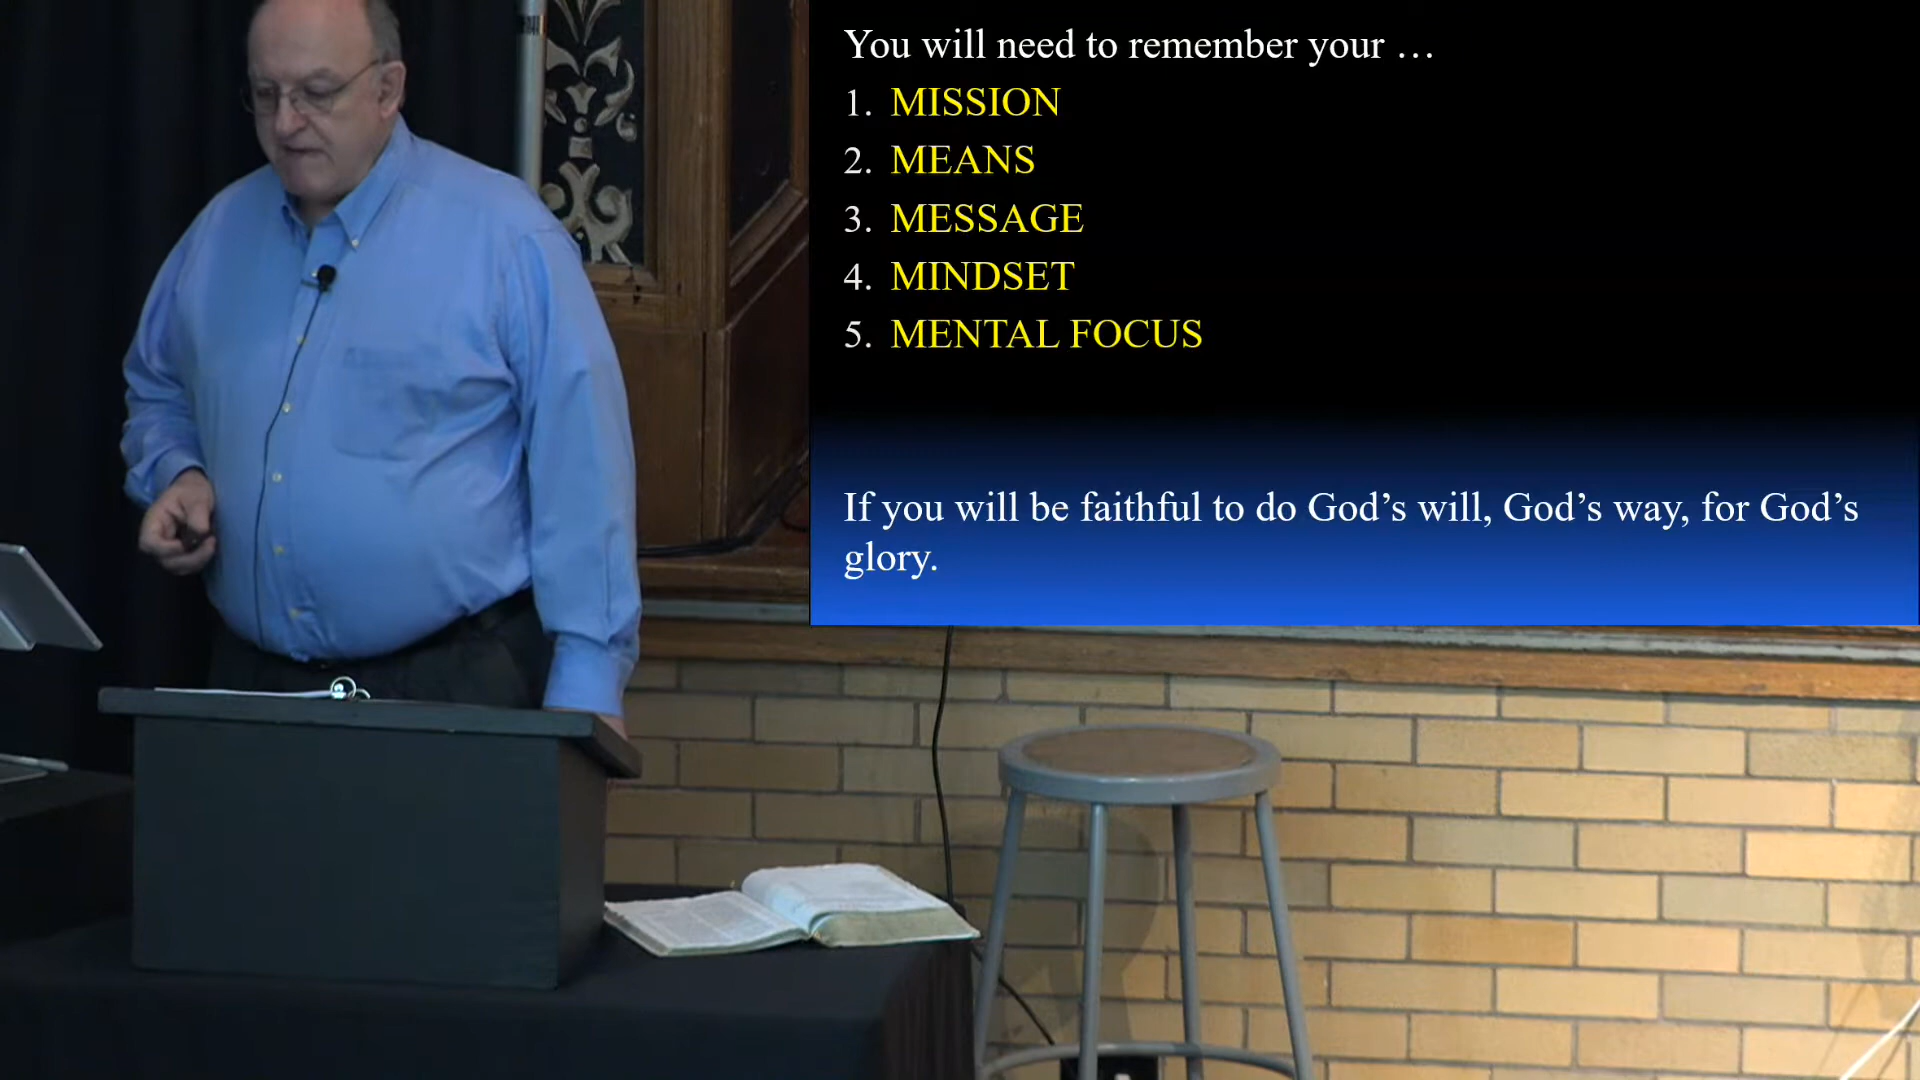 You will need to remember your …
1. MISSION
2. MEANS
3. MESSAGE
4. MINDSET
5. MENTAL FOCUS
If you will be faithful to do God’s will, God’s way, for God’s
glory.